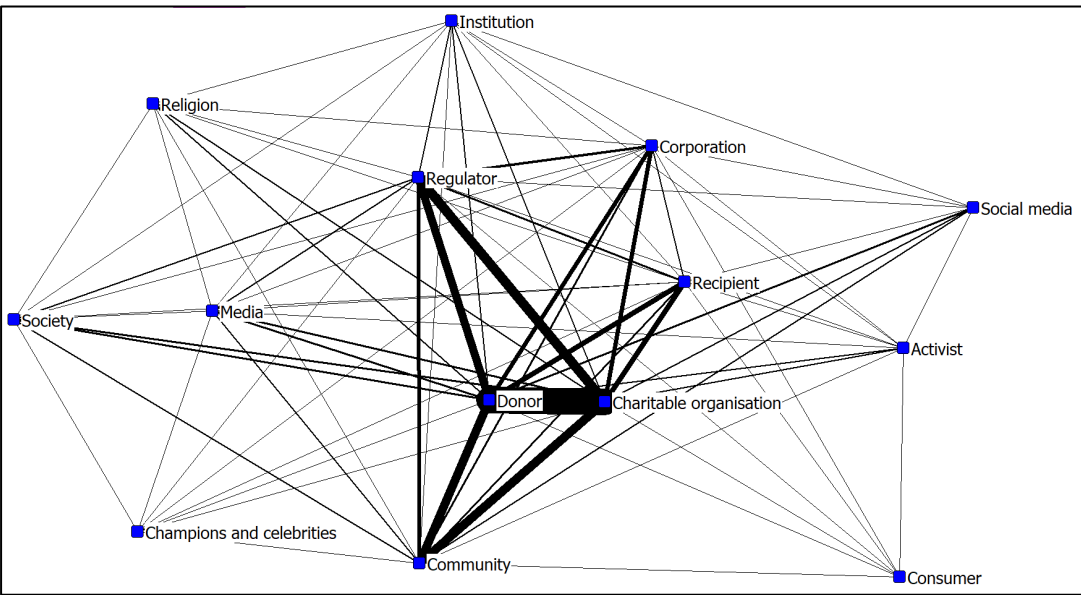 Institution
Religion
Corporation
Regulator
Social media
Recipient
Media
Society
Activist
Donor
Charitable organisation
Champions and celebrities
Community
Consumer